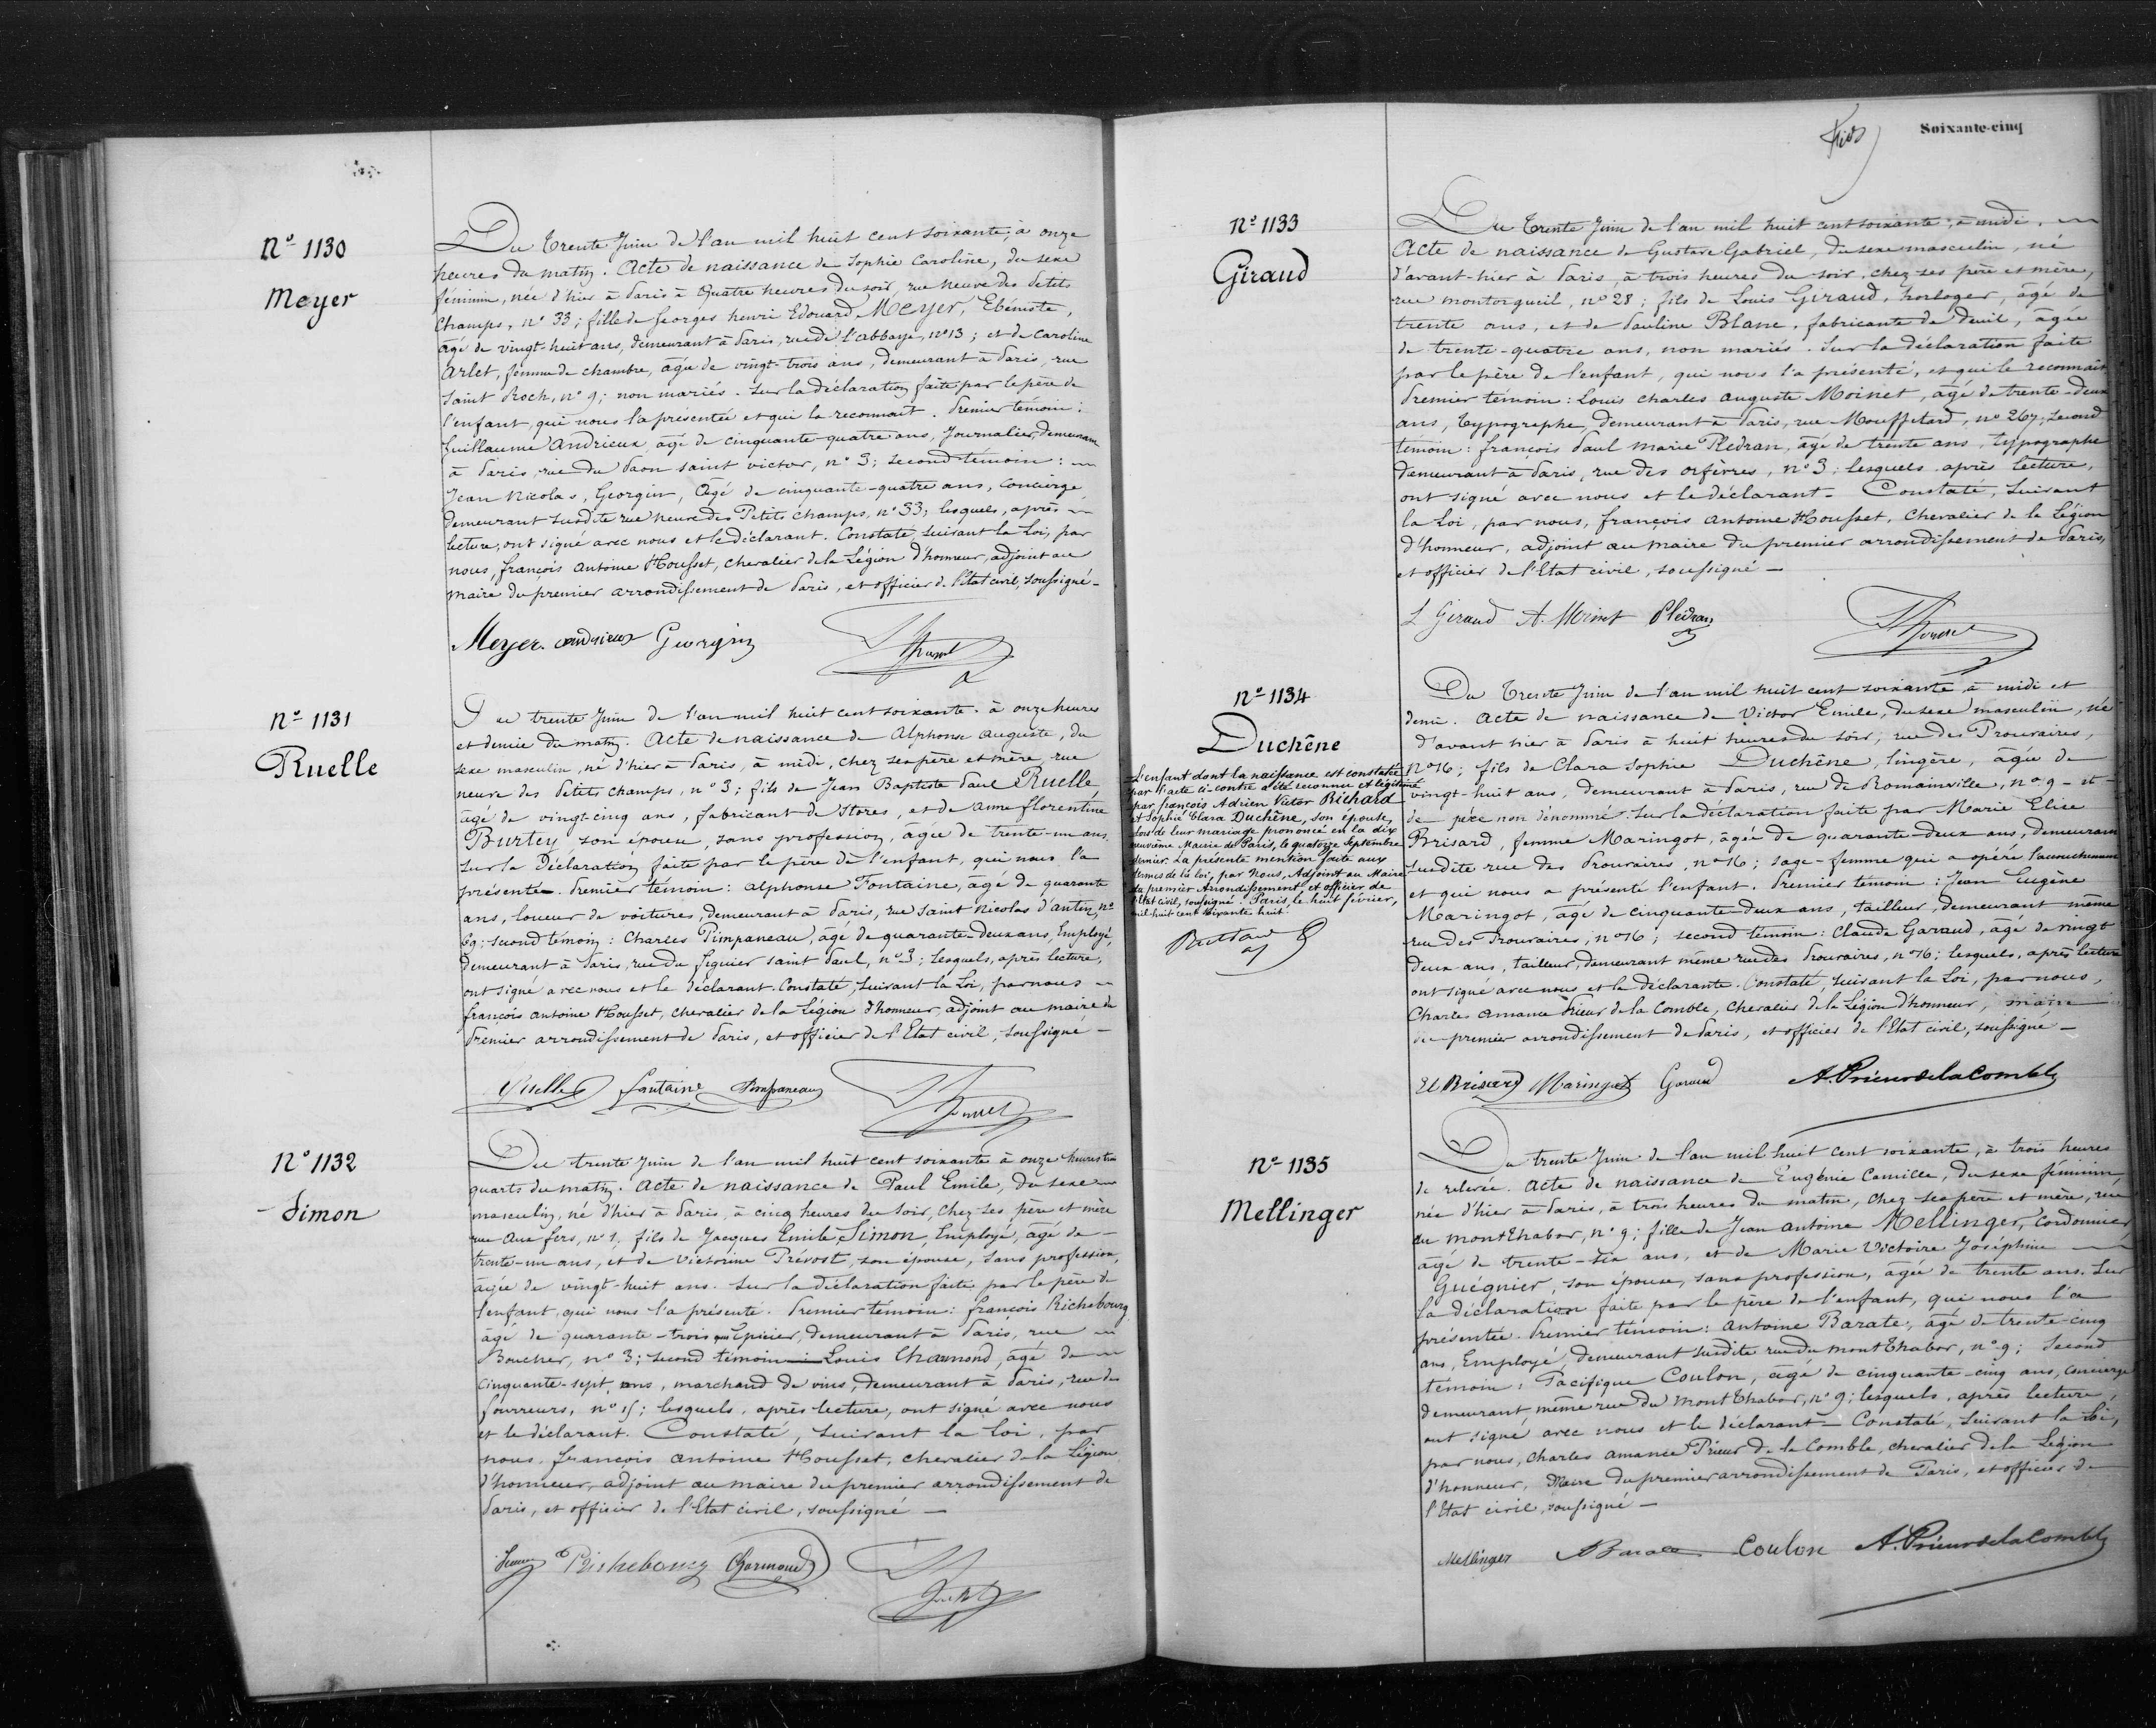 Nº 1130
Meyer
Du Trente Juin de l'an mil huit cent soixante, à onze
heures du matin. Acte de naissance de Sophie Caroline, du sexe
féminin, née d'hier à Paris à Quatre heures du soir, rue neuve des Petits
Champs, nº 33; fille de Georges henri Edouard Meyer, Ebéniste,
âgé de vingt-huit ans, demeurant à Paris, rue de l'abbaye, nº 13; et de Caroline
Arlet, femme de chambre, âgée de vingt-trois ans, demeurant à Paris, rue
Saint Roch, nº 9; non mariés. Sur la déclaration faite par le père de
l'enfant, qui nous l'a présentée et qui la reconnait. Premier témoin:
Guillaume Andrieux, âgé de cinquante-quatre ans, Journalier, demeurant
à Paris, rue du Paon saint victor, nº 3; second témoin:
Jean Nicolas, Georgin, Agé de cinquante-quatre ans, concierge,
demeurant susdite rue neuve des Petits champs, nº 33; lesquels, après
lecture, ont signé avec nous et le déclarant. Constaté, suivant la Loi, par
nous, françois Antoine Housset, chevalier de la Légion d'honneur, adjoint au
maire du premier arrondissement de Paris, et officier de l'Etat civil, soussigné-
Meyer. andrieux Georgin
Nº 1131
Ruelle
Du trente Juin de l'an mil huit cent soixante. à onze heures
et demie du matin. Acte de naissance de Alphonse Auguste, du
sexe masculin, né d'hier à Paris, à midi, chez ses père et mère, rue
neuve des Petits champs, nº 3; fils de Jean Baptiste Paul Ruelle,
âgé de vingt-cinq ans, fabricant de Stores, et de anne florentine
Burtey, son épouse, sans profession, âgée de trente-un ans.
Sur la Déclaration faite par le père de l'enfant, qui nous l'a
présenté. Premier témoin: alphonse Fontaine, âgé de quarante
ans, loueur de voitures, demeurant à Paris, rue saint Nicolas d'antin, nº
69; second témoin: Charles Pimpaneau, âgé de quarante-deux ans, Employé,
demeurant à Paris, rue du figuier saint Paul, nº 3; lesquels, après lecture,
ont signé avec nous et le déclarant. Constaté, suivant la Loi, par nous
françois antoine Housset, chevalier de la Légion d'honneur, adjoint au maire du
Premier arrondissement de Paris, et officier de l'Etat civil, soussigné -
Ruelle fontaine Pimpaneau
Nº 1132
Simon
Du trente Juin de l'an mil huit cent soixante à onze heures trois
quarts du matin. Acte de naissance de Paul Emile, du sexe
masculin, né d'hier à Paris, à cinq heures du Soir, chez ses père et mère
rue Aux fers, nº 1, fils de Jacques Emile Simon, Employé, âgé de
trente-un ans, et de Victorine Prévost, son épouse, sans profession,
âgée de vingt-huit ans. Sur la déclaration faite par le père de
l'enfant, qui nous l'a présenté. Premier témoin: françois Richebourg
âgé de quarante-trois ans Epicier, demeurant à Paris, rue
Boucher, nº 3; second témoin: Louis Charmond, âgé de
cinquante-sept ans, marchand de vins, demeurant à Paris, rue des
fourreurs, nº 15; lesquels, après lecture, ont signé avec nous
et le déclarant. Constaté, suivant la Loi, par
nous, françois Antoine Housset, chevalier de la Légion
d'honneur, adjoint au maire du premier arrondissement de
Paris, et officier de l'Etat civil, soussigné -
Simon Richebourg Charmond
Soixante-cinq
Nº 1133
Giraud
Du Trente Juin de l'an mil huit cent soixante, à midi.
Acte de naissance de Gustave Gabriel, du sexe masculin, né
d'avant-hier à Paris, à trois heures du soir, chez ses père et mère,
rue montorgueil, nº 28; fils de Louis Giraud, horloger, âgé de
trente ans, et de Pauline Blanc, fabricante de deuil, âgée
de trente-quatre ans, non mariés. Sur la déclaration faite
par le père de l'enfant, qui nous l'a présenté, et qui le reconnait
Premier témoin: Louis charles auguste Moinet, âgé de trente-deux
ans, Typographe, demeurant à Paris, rue Mouffetard, nº 267, Second
témoin: françois Paul Marie Pledran, âgé de trente ans, typographe
demeurant à Paris, rue des orfèvres, nº 3; lesquels après lecture,
ont signé avec nous et le déclarant. Constaté, suivant
la Loi, par nous, françois Antoine Housset, Chevalier de la Légion
d'honneur, adjoint au maire du premier arrondissement de Paris,
et officier de l'Etat civil, soussigné -
L Giraud A. Moinet Pledran
Nº 1134
Duchêne
L'enfant dont la naissance est constatée
par l'acte ci-contre a été reconnu et légitimé
par françois Adrien Victor Richard
et Sophie Clara Duchêne, son épouse,
lors de leur mariage prononcé en la dix
neuvième Mairie de Paris, le quatorze Septembre
dernier. La présente mention faite aux
termes de la loi, par Nous, Adjoint au Maire
du premier Arrondissement, et officier de
l'Etat civil, soussigné. Paris, le huit février,
mil huit cent soixante huit.
Du Trente Juin de l'an mil huit cent soixante, à midi et
demi. Acte de naissance de Victor Emile, du sexe masculin, né
d'avant hier à Paris à huit heures du soir, rue des Prouvaires,
nº 16; fils de Clara Sophie Duchêne, lingère, âgée de
vingt-huit ans, demeurant à Paris, rue de Romainville, nº 9 - et
de père non dénommé. Sur la déclaration faite par Marie Elise
Brisard, femme Maringot, âgée de quarante-deux ans, demeurant
susdite rue des Prouvaires, nº 16; sage-femme qui a opéré l'accouchement
et qui nous a présenté l'enfant. Premier témoin: Jean Eugène
Maringot, âgé de cinquante-deux ans, tailleur, demeurant même
rue des Prouvaires, nº 16; second témoin: Claude Garaud, âgé de vingt
deux ans, tailleur, demeurant même rue des Prouvaires, nº 16; lesquels, après lecture
ont signé avec nous et la déclarante. Constaté, suivant la Loi, par nous,
Charles amance Prieur de la Comble, Chevalier de la Légion d'honneur, maire
du premier arrondissement de Paris, et officier de l'Etat civil, soussigné -
El Brisard Maringot Garaud A. Prieur de la Comble
Nº 1135
Mellinger
Du trente Juin de l'an mil huit cent soixante, à trois heures
de relevée. Acte de naissance de Eugénie Camille, du sexe féminin,
née d'hier à Paris, à trois heures du matin, chez ses père et mère, rue
du mont Thabor, nº 9; fille de Jean Antoine Mellinger, Cordonnier
âgé de trente-six ans, et de Marie Victoire Joséphine
Guégnier, son épouse, sans profession, âgée de trente ans. Sur
la déclaration faite par le père de l'enfant, qui nous l'a
présentée. Premier témoin: Antoine Barate, âgé de trente-cinq
ans, Employé, demeurant susdite rue du mont Thabor, nº 9; Second
témoin: Pacifique Coulon, âgé de cinquante-cinq ans, concierge
demeurant même rue du Mont Thabor, nº 9; lesquels, après lecture,
ont signé avec nous et le déclarant - Constaté, suivant la Loi,
par nous, charles amance Prieur de la Comble, chevalier de la Légion
d'honneur, Maire du premier arrondissement de Paris, et officier de
l'Etat civil, soussigné -
Mellinger Barate Coulon A. Prieur de la Comble